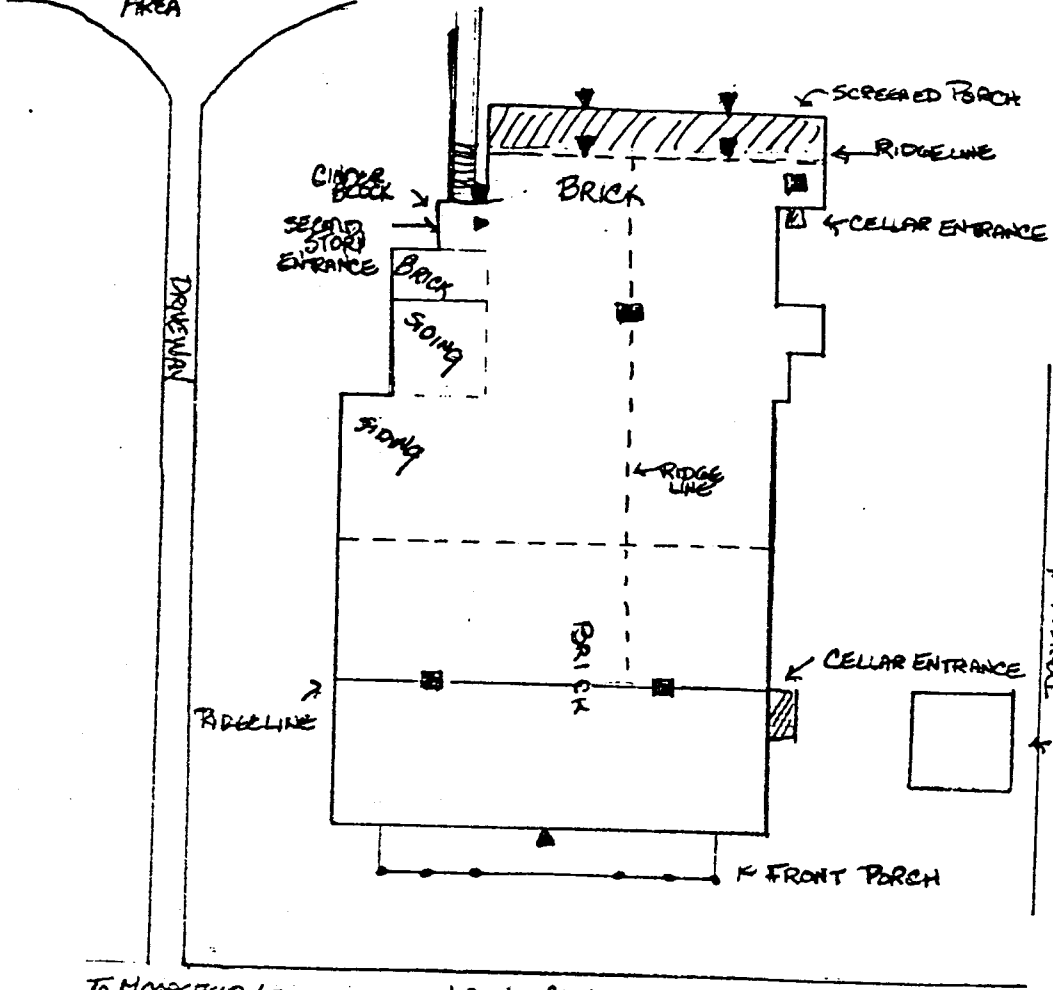 AREA
SCREENED PORCH
RIDGELINE
CINDER
BLOCK
BRICK
SECOND
STORY
ENTRANCE
CELLAR ENTRANCE
BRICK
DRIVEWAY
SIDING
SIDING
RIDGE
LINE
BRICK
CELLAR ENTRANCE
RIDGELINE
FRONT PORCH
To